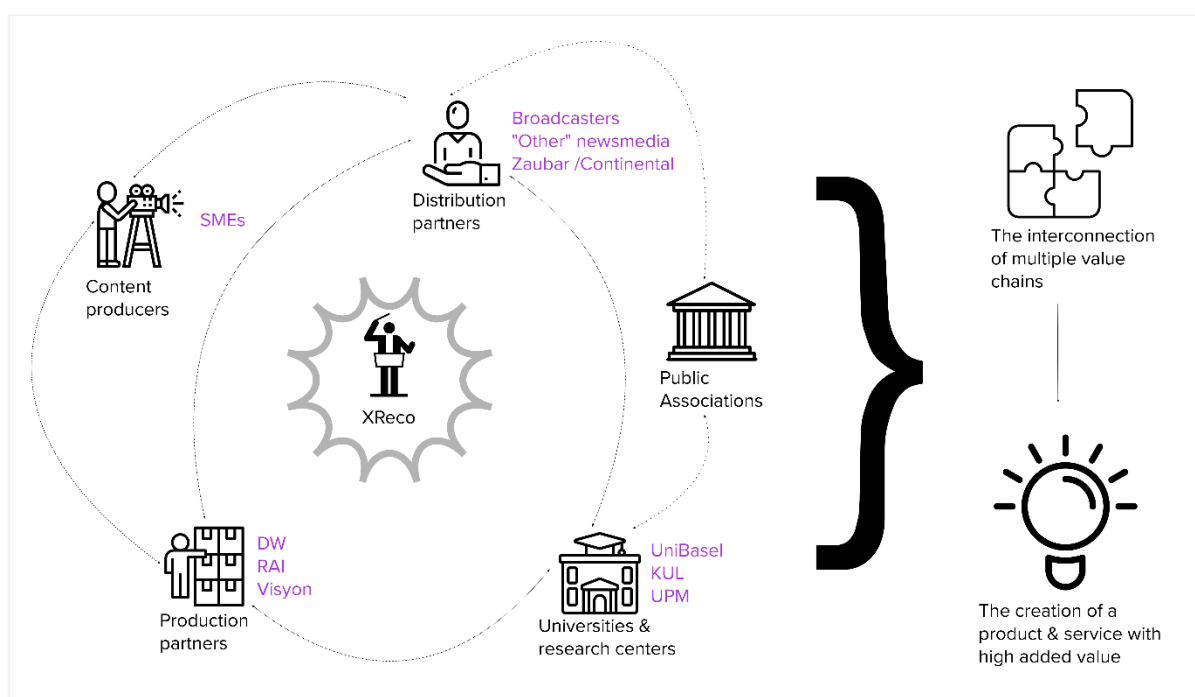 Broadcasters
"Other" newsmedia
Zaubar /Continental
Distribution
partners
SMEs
Content
producers
XReco
Public
Associations
DW
RAI
Visyon
Production
partners
UniBasel
KUL
UPM
Universities &
research centers
The interconnection
of multiple value
chains
The creation of a
product & service with
high added value